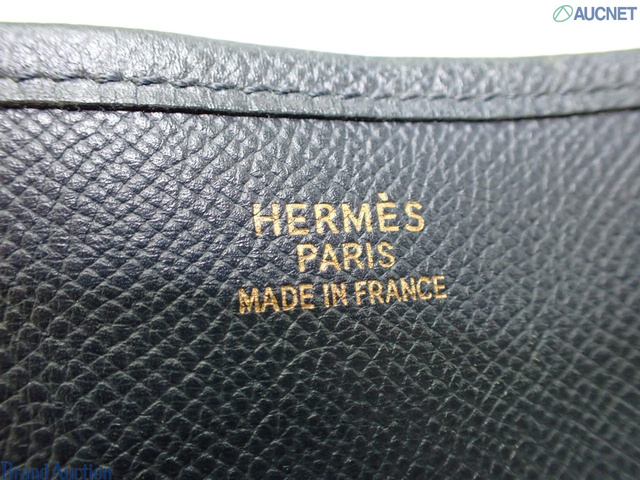 AUCNET
HERMÈS
PARIS
MADE IN FRANCE
Brand Auction